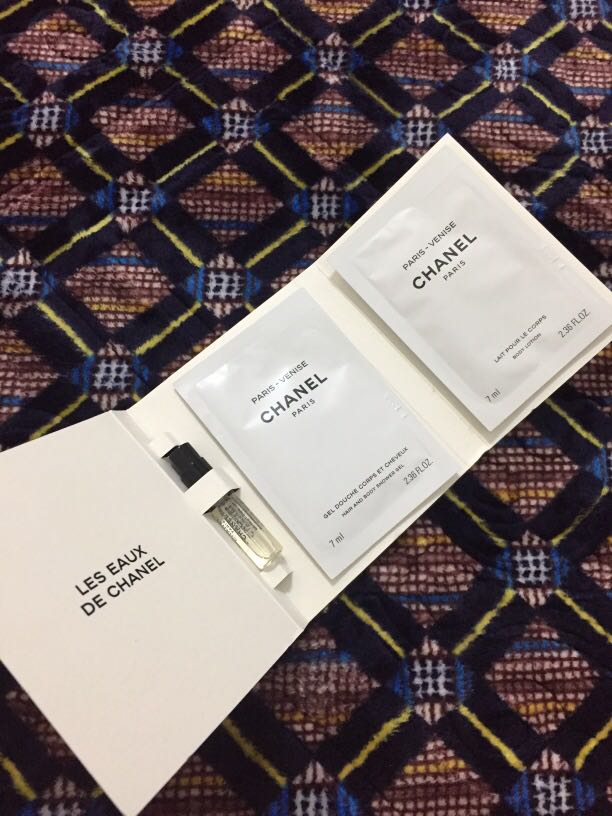 LES EAUX
DE CHANEL
PARIS - VENISE
CHANEL
PARIS
GEL DOUCHE CORPS ET CHEVEUX
HAIR AND BODY SHOWER GEL
7 ml
2.36 FL.OZ.
PARIS - VENISE
CHANEL
PARIS
LAIT POUR LE CORPS
BODY LOTION
7 ml
2.36 FL.OZ.